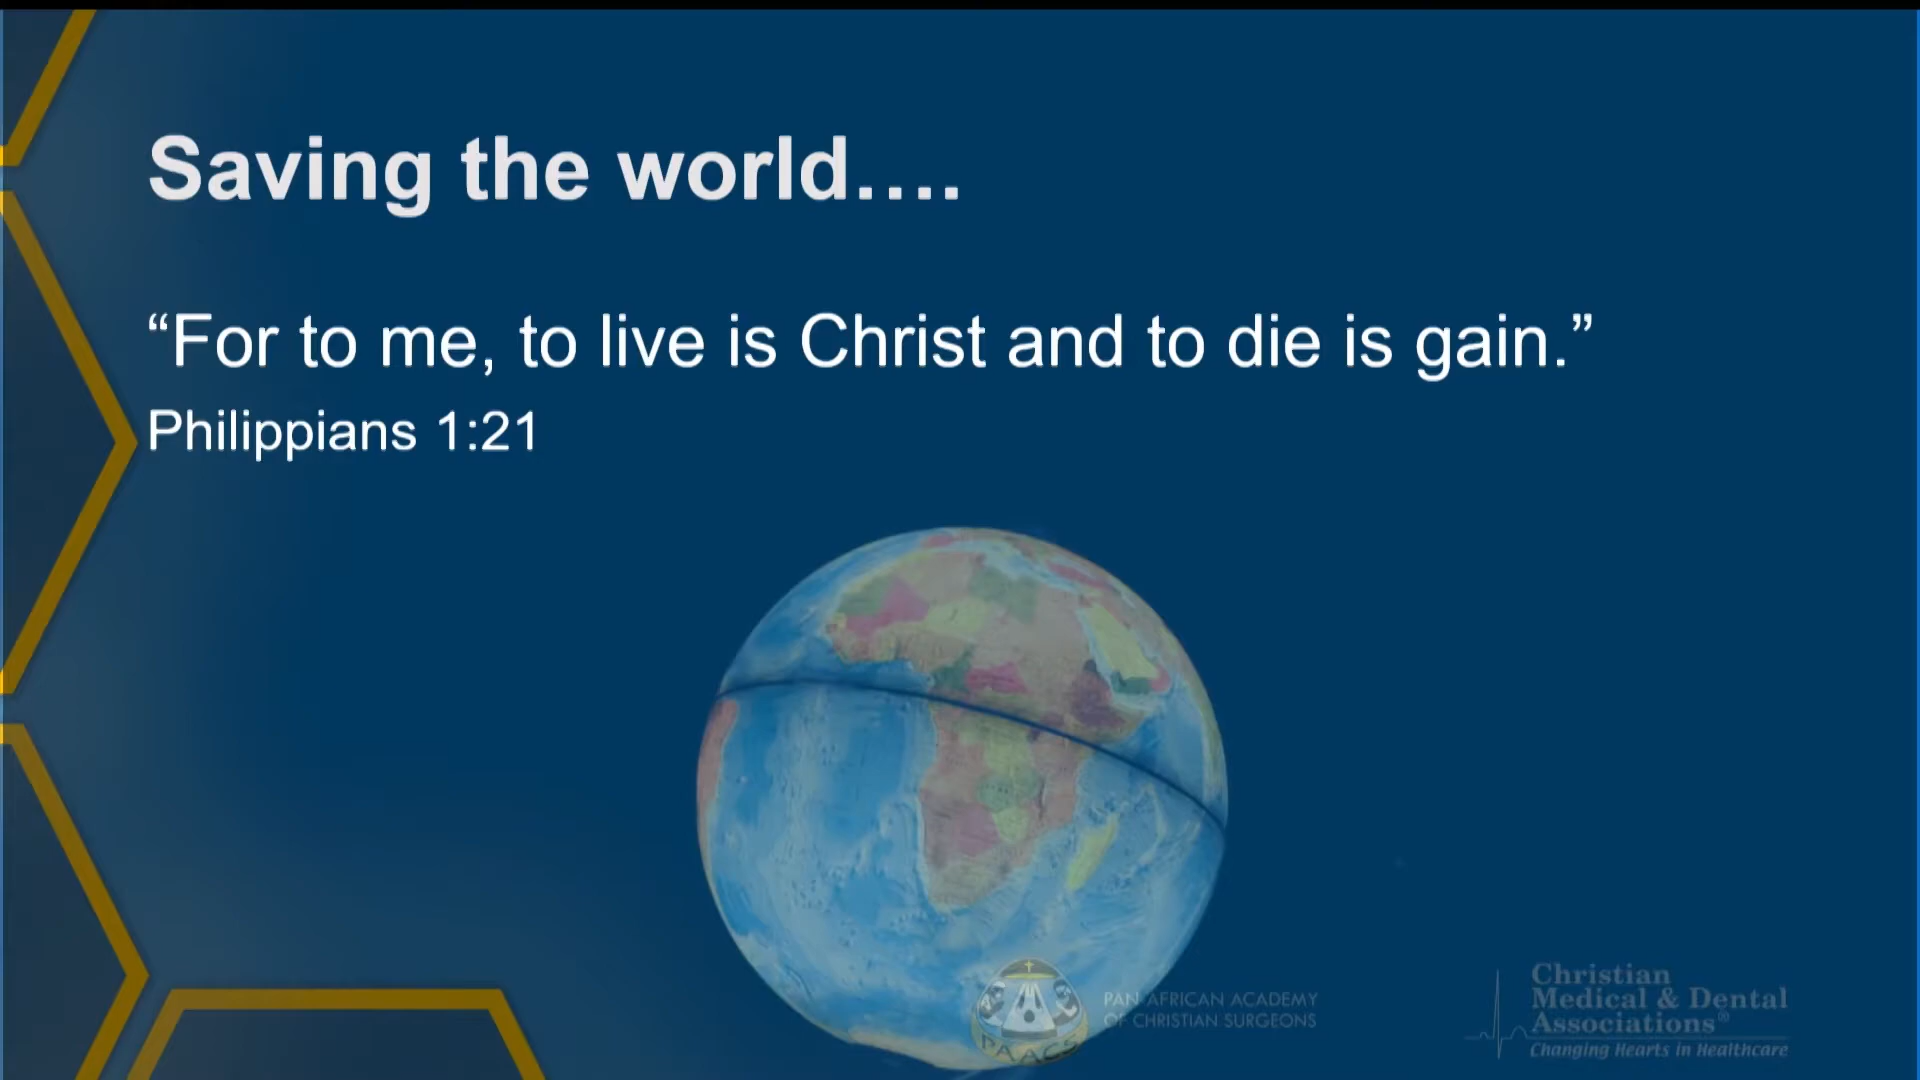 Saving the world....
“For to me, to live is Christ and to die is gain.”
Philippians 1:21
PAN AFRICAN ACADEMY
OF CHRISTIAN SURGEONS
PAACS
Christian
Medical & Dental
Associations®
Changing Hearts in Healthcare